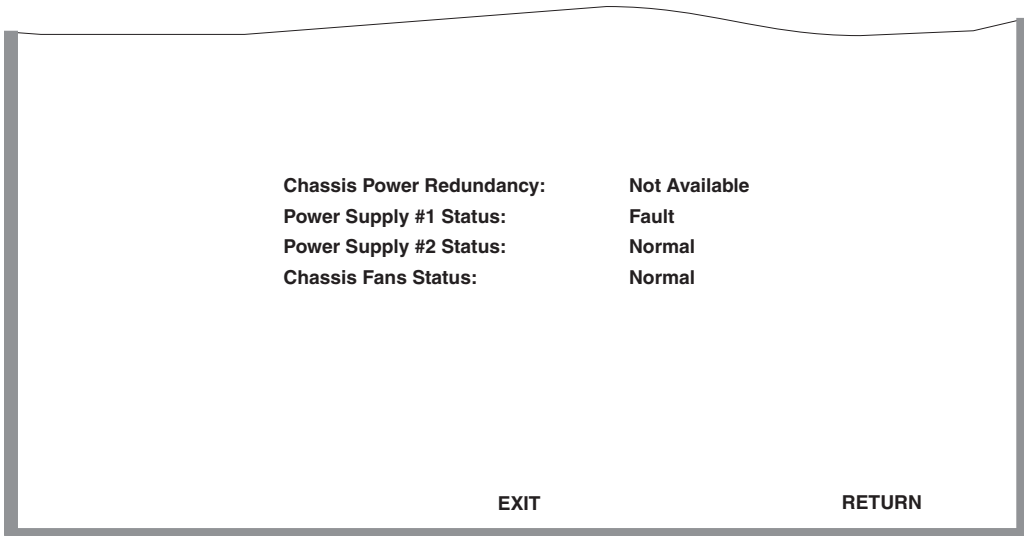 Chassis Power Redundancy: Not Available
Power Supply #1 Status: Fault
Power Supply #2 Status: Normal
Chassis Fans Status: Normal
EXIT RETURN